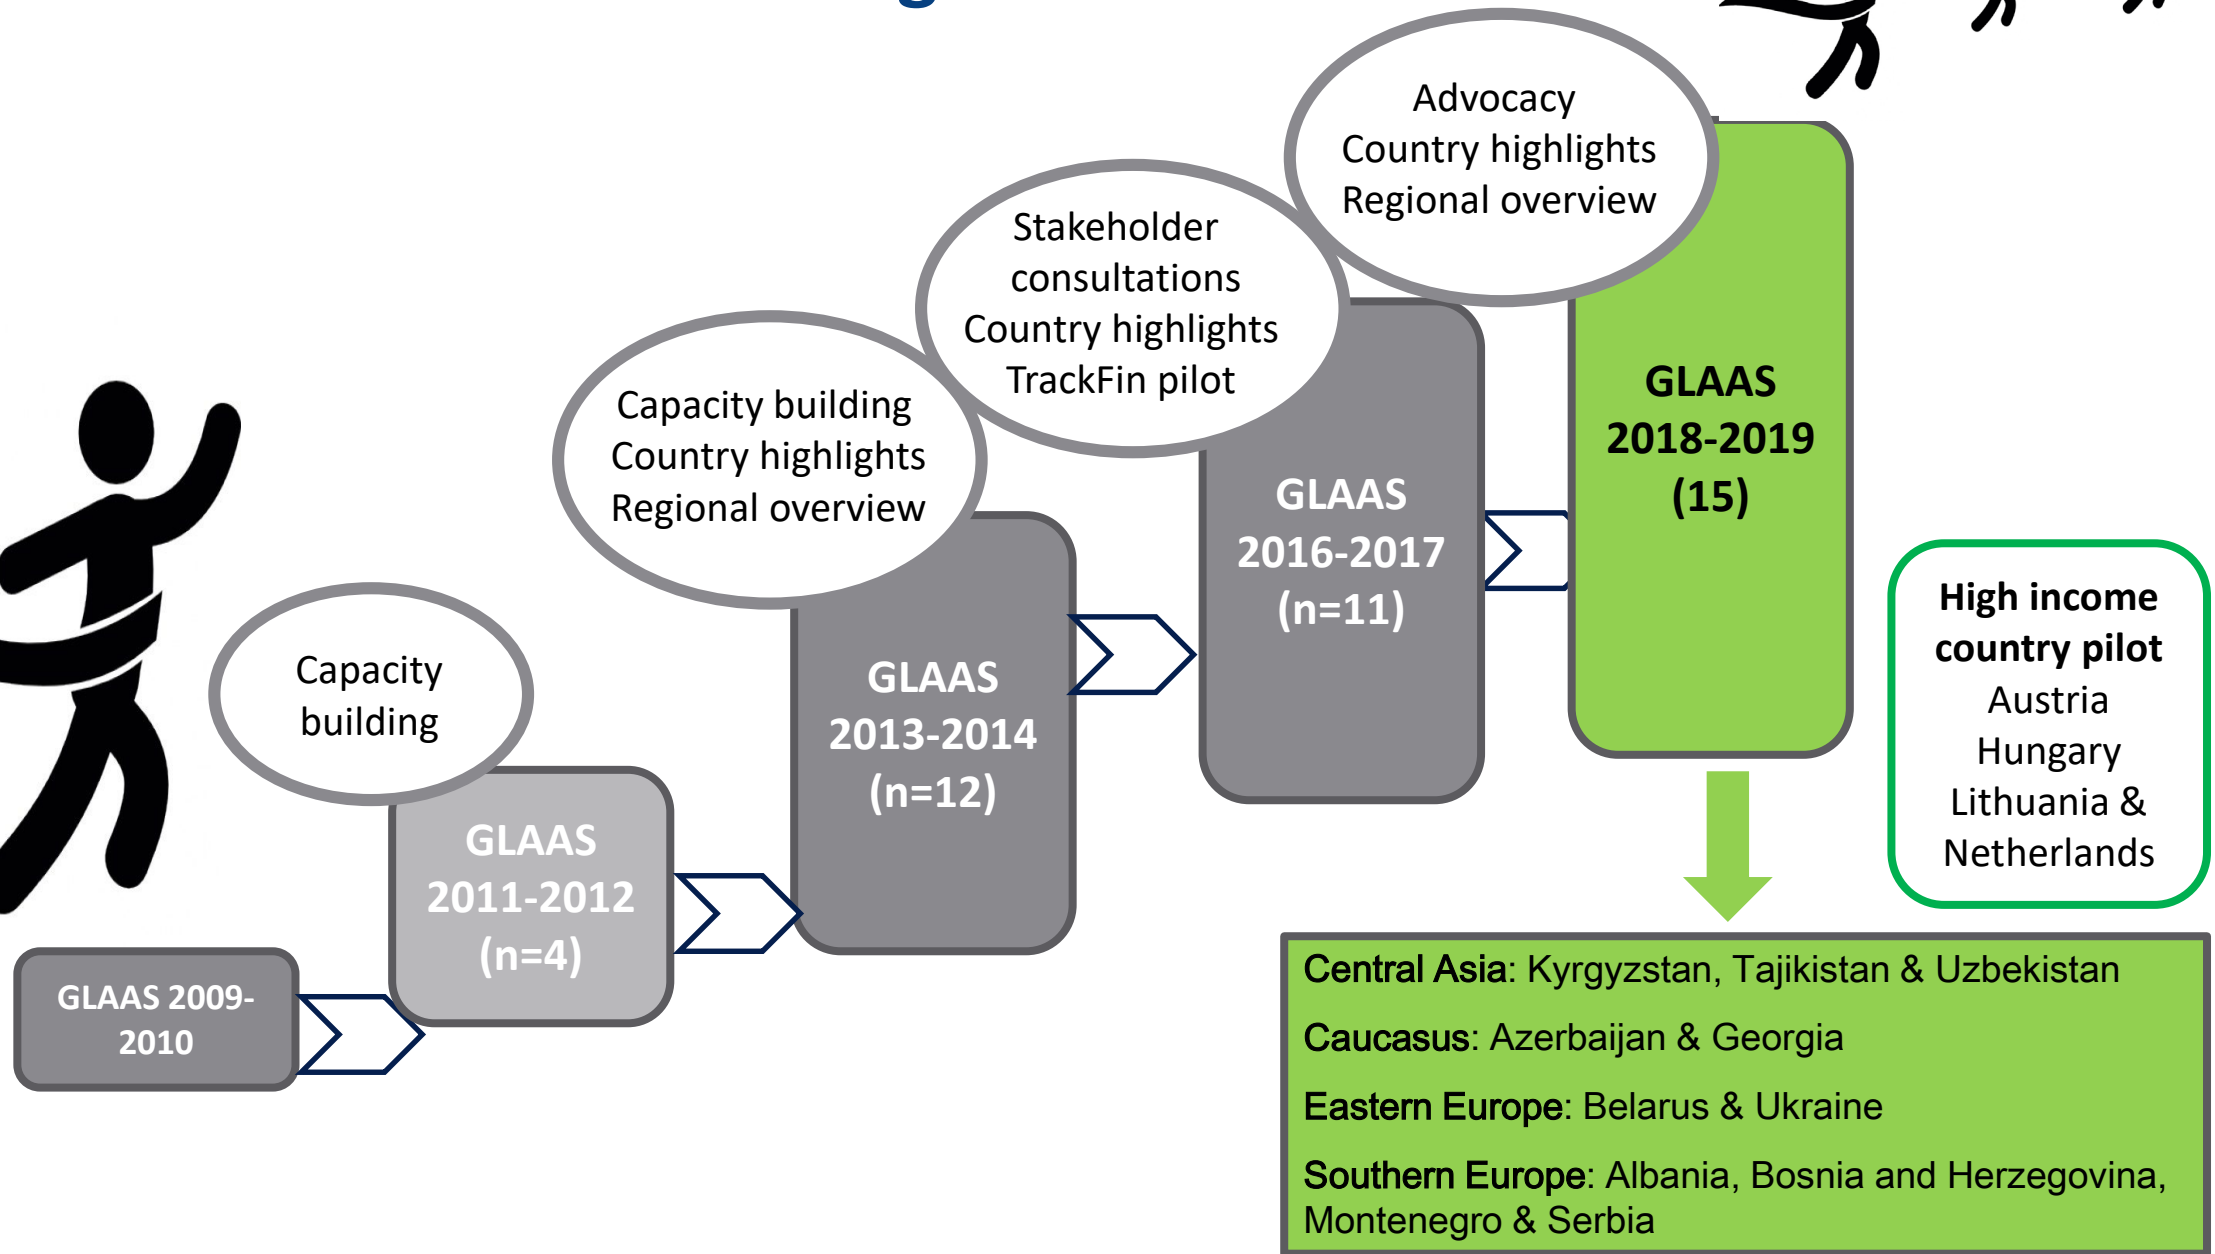 Advocacy
Country highlights
Regional overview
Stakeholder
consultations
Country highlights
TrackFin pilot
Capacity building
Country highlights
Regional overview
Capacity
building
GLAAS 2009-
2010
GLAAS
2011-2012
(n=4)
GLAAS
2013-2014
(n=12)
GLAAS
2016-2017
(n=11)
GLAAS
2018-2019
(15)
High income
country pilot
Austria
Hungary
Lithuania &
Netherlands
Central Asia: Kyrgyzstan, Tajikistan & Uzbekistan
Caucasus: Azerbaijan & Georgia
Eastern Europe: Belarus & Ukraine
Southern Europe: Albania, Bosnia and Herzegovina,
Montenegro & Serbia